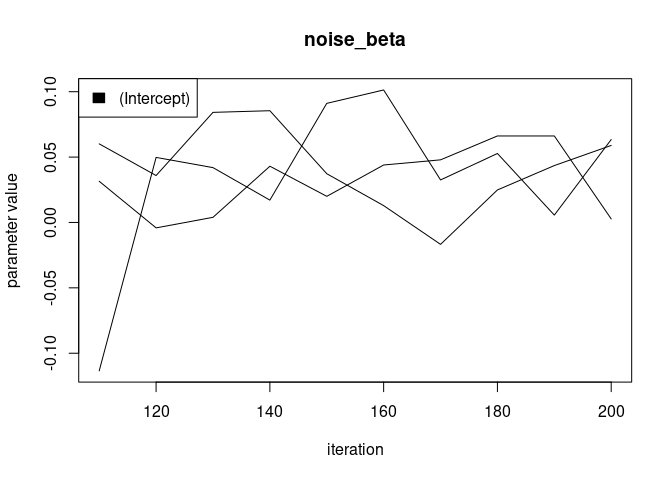 noise_beta
(Intercept)
0.10
0.05
0.00
-0.05
-0.10
parameter value
120 140 160 180 200
iteration